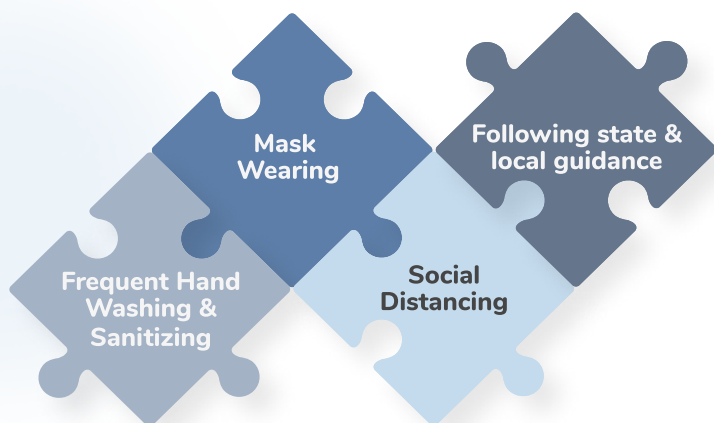 Mask
Wearing
Following state &
local guidance
Frequent Hand
Washing &
Sanitizing
Social
Distancing